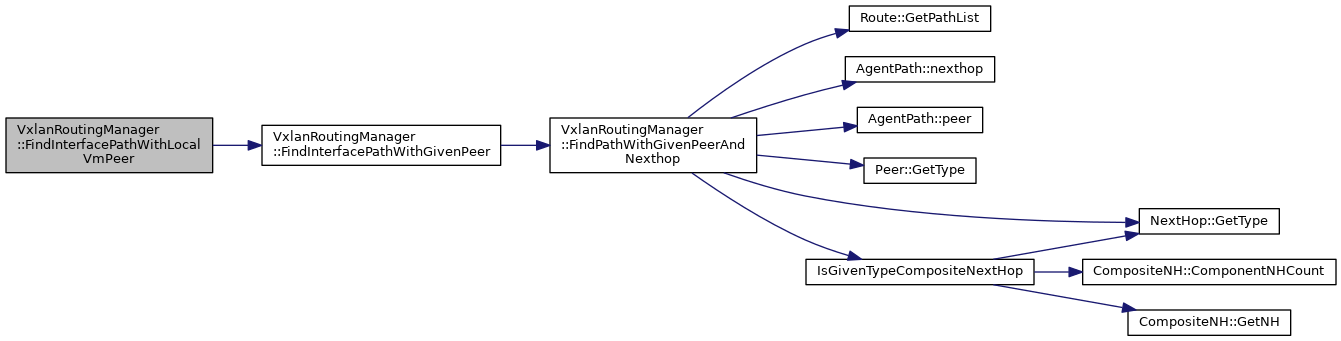 VxlanRoutingManager
::FindInterfacePathWithLocal
VmPeer
VxlanRoutingManager
::FindInterfacePathWithGivenPeer
VxlanRoutingManager
::FindPathWithGivenPeerAnd
Nexthop
Route::GetPathList
AgentPath::nexthop
AgentPath::peer
Peer::GetType
NextHop::GetType
IsGivenTypeCompositeNextHop
CompositeNH::ComponentNHCount
CompositeNH::GetNH